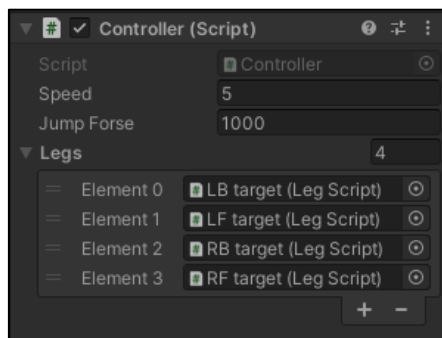 Controller (Script)
Script Controller
Speed 5
Jump Forse 1000
Legs 4
Element 0 LB target (Leg Script)
Element 1 LF target (Leg Script)
Element 2 RB target (Leg Script)
Element 3 RF target (Leg Script)